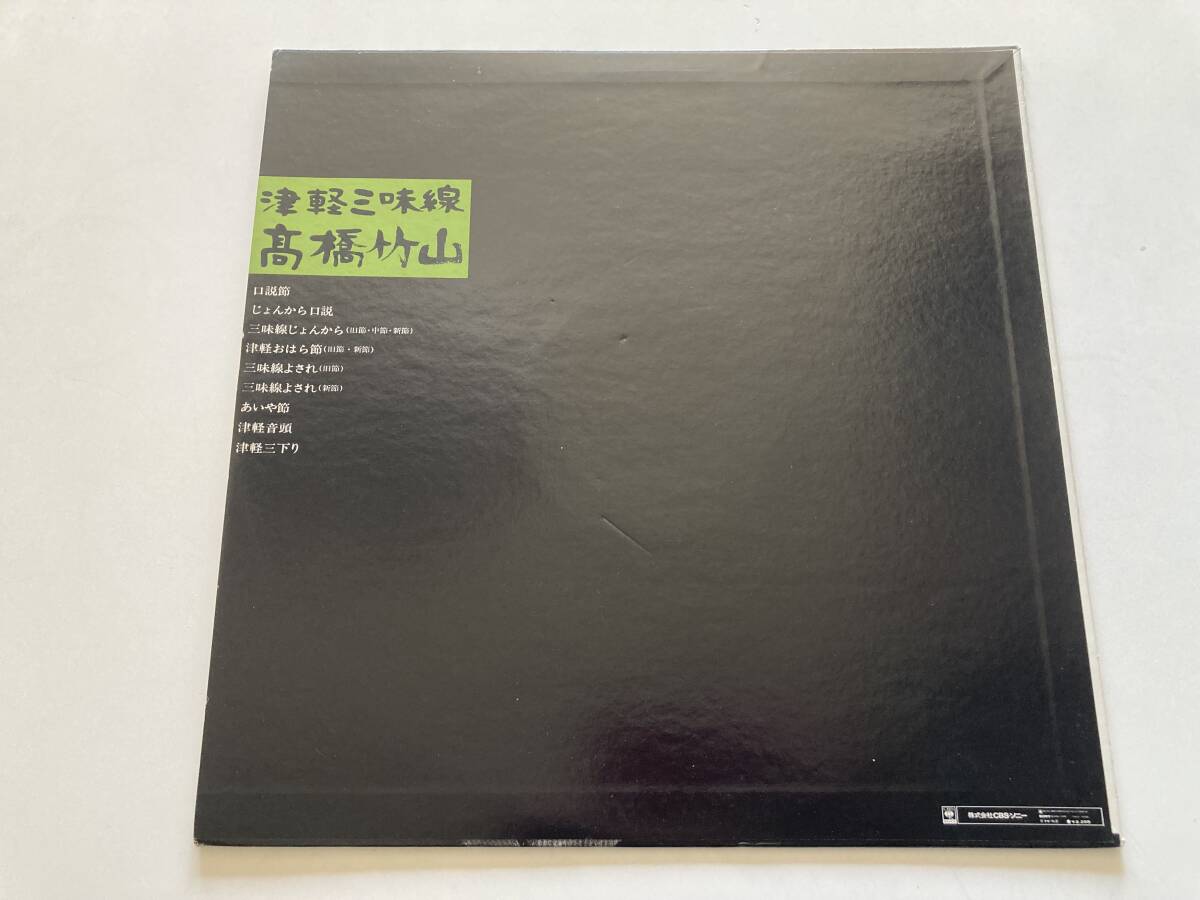 津軽三味線
髙橋竹山
口説節
じょんから口説
三味線じょんから(旧節・中節・新節)
津軽おはら節(旧節・新節)
三味線よされ(旧節)
三味線よされ(新節)
あいや節
津軽音頭
津軽三下り
株式会社CBSソニー